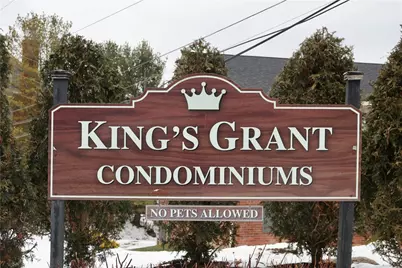 KING'S GRANT
CONDOMINIUMS
NO PETS ALLOWED